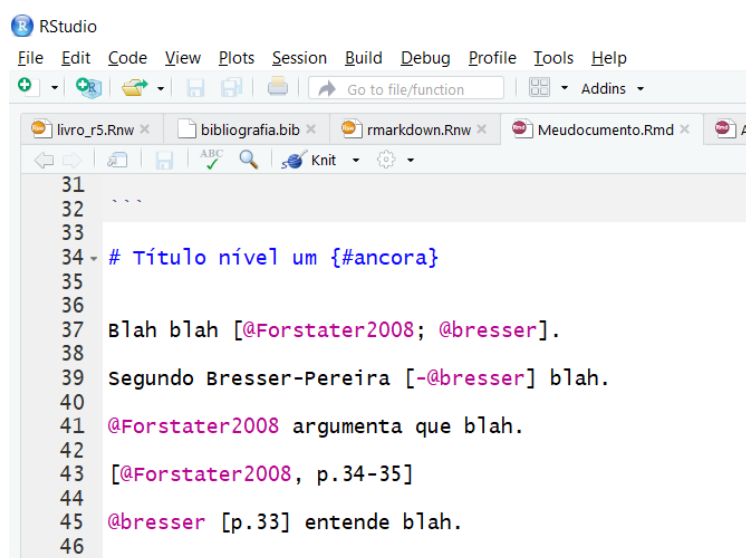 RStudio
File Edit Code View Plots Session Build Debug Profile Tools Help
Go to file/function Addins
livro_r5.Rnw bibliografia.bib rmarkdown.Rnw Meudocumento.Rmd
ABC Knit
31
32 ```
33
34 # Título nível um {#ancora}
35
36
37 Blah blah [@Forstater2008; @bresser].
38
39 Segundo Bresser-Pereira [-@bresser] blah.
40
41 @Forstater2008 argumenta que blah.
42
43 [@Forstater2008, p.34-35]
44
45 @bresser [p.33] entende blah.
46